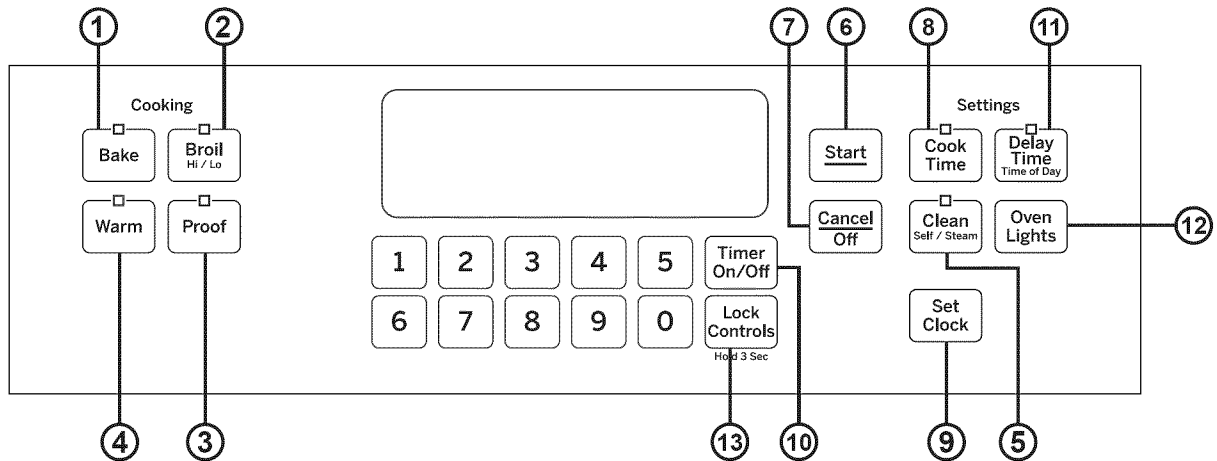 1
2
7
6
8
11
Cooking
Settings
Bake
Broil
Hi / Lo
Start
Cook
Time
Delay
Time
Time of Day
Warm
Proof
Cancel
Off
Clean
Self / Steam
Oven
Lights
12
1 2 3 4 5
Timer
On/Off
6 7 8 9 0
Lock
Controls
Hold 3 Sec
Set
Clock
4
3
13
10
9
5